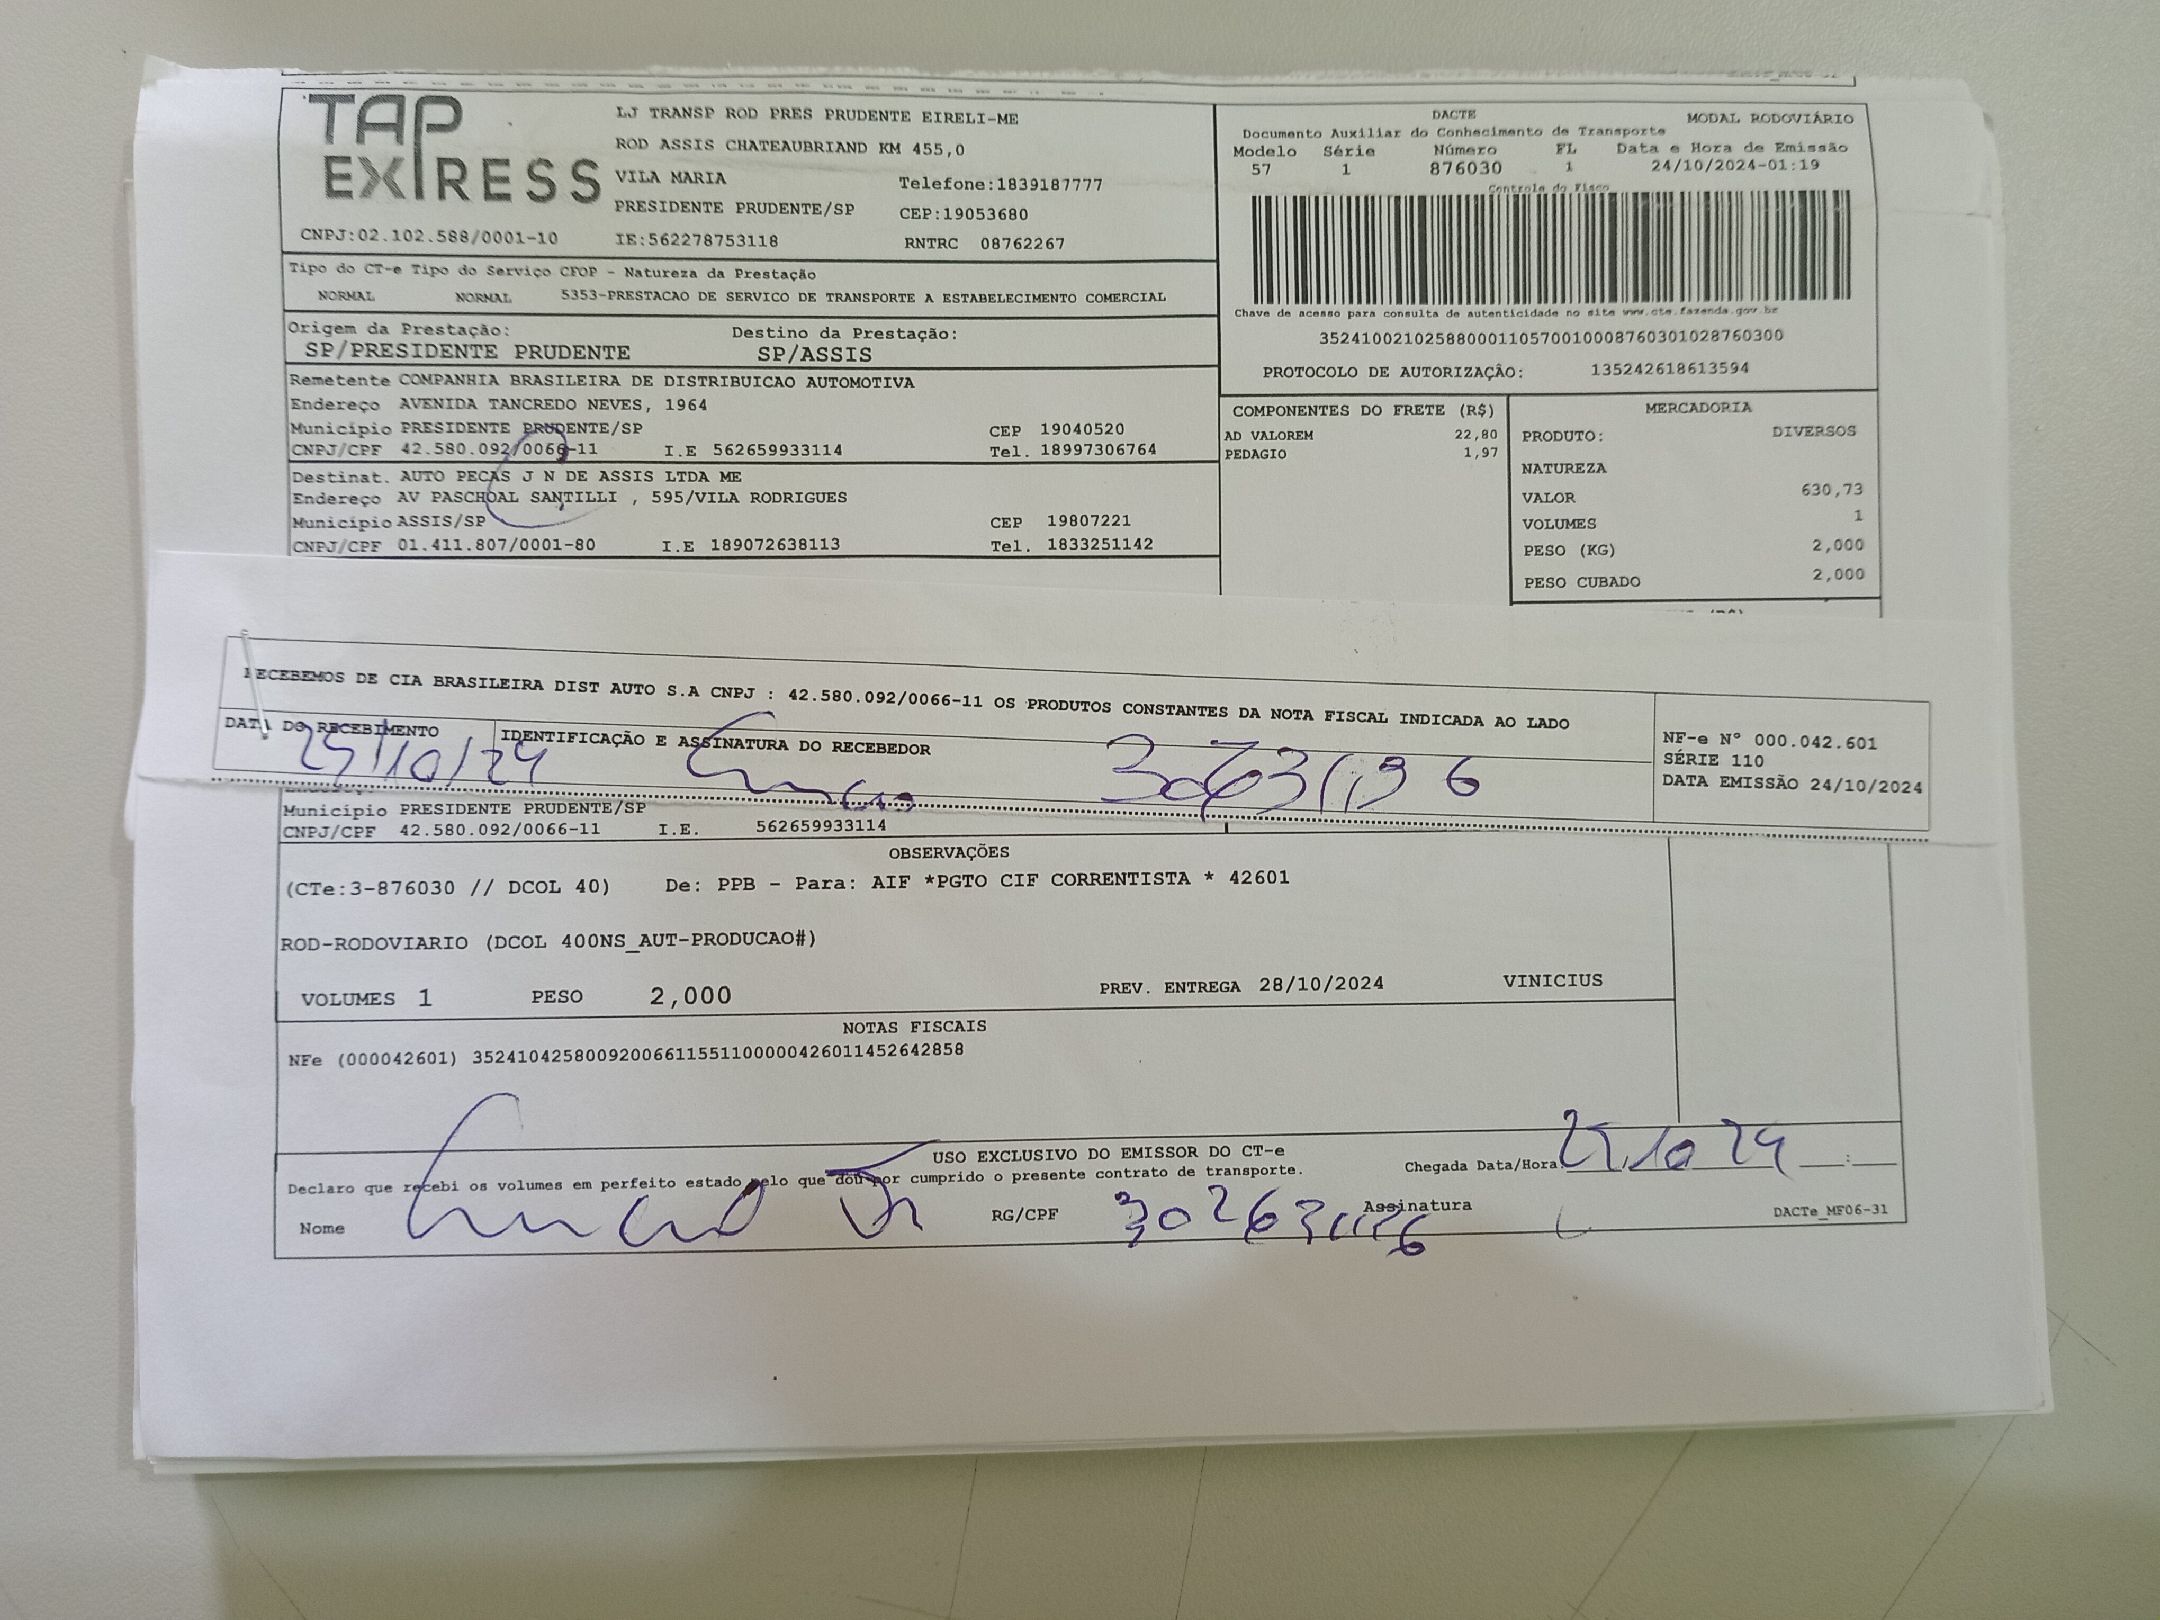 TAP EXPRESS
LJ TRANSP ROD PRES PRUDENTE EIRELI-ME
ROD ASSIS CHATEAUBRIAND KM 455,0
VILA MARIA Telefone:1839187777
PRESIDENTE PRUDENTE/SP CEP:19053680
CNPJ:02.102.588/0001-10 IE:562278753118 RNTRC 08762267
DACTE MODAL RODOVIÁRIO
Documento Auxiliar do Conhecimento de Transporte
Modelo Série Número FL Data e Hora de Emissão
57 1 876030 1 24/10/2024-01:19
Controle do Fisco
Chave de acesso para consulta de autenticidade no site www.cte.fazenda.gov.br
35241002102588000110570010008760301028760300
PROTOCOLO DE AUTORIZAÇÃO: 135242618613594
Tipo do CT-e Tipo do Serviço CFOP - Natureza da Prestação
NORMAL NORMAL 5353-PRESTACAO DE SERVICO DE TRANSPORTE A ESTABELECIMENTO COMERCIAL
Origem da Prestação: Destino da Prestação:
SP/PRESIDENTE PRUDENTE SP/ASSIS
Remetente COMPANHIA BRASILEIRA DE DISTRIBUICAO AUTOMOTIVA
Endereço AVENIDA TANCREDO NEVES, 1964
Município PRESIDENTE PRUDENTE/SP CEP 19040520
CNPJ/CPF 42.580.092/0066-11 I.E 562659933114 Tel. 18997306764
Destinat. AUTO PECAS J N DE ASSIS LTDA ME
Endereço AV PASCHOAL SANTILLI , 595/VILA RODRIGUES
Município ASSIS/SP CEP 19807221
CNPJ/CPF 01.411.807/0001-80 I.E 189072638113 Tel. 1833251142
COMPONENTES DO FRETE (R$)
AD VALOREM 22,80
PEDAGIO 1,97
MERCADORIA
PRODUTO: DIVERSOS
NATUREZA
VALOR 630,73
VOLUMES 1
PESO (KG) 2,000
PESO CUBADO 2,000
RECEBEMOS DE CIA BRASILEIRA DIST AUTO S.A CNPJ : 42.580.092/0066-11 OS PRODUTOS CONSTANTES DA NOTA FISCAL INDICADA AO LADO
DATA DO RECEBIMENTO IDENTIFICAÇÃO E ASSINATURA DO RECEBEDOR
25/10/24
NF-e Nº 000.042.601
SÉRIE 110
DATA EMISSÃO 24/10/2024
Município PRESIDENTE PRUDENTE/SP
CNPJ/CPF 42.580.092/0066-11 I.E. 562659933114
OBSERVAÇÕES
(CTe:3-876030 // DCOL 40) De: PPB - Para: AIF *PGTO CIF CORRENTISTA * 42601
ROD-RODOVIARIO (DCOL 400NS_AUT-PRODUCAO#)
VOLUMES 1 PESO 2,000 PREV. ENTREGA 28/10/2024 VINICIUS
NOTAS FISCAIS
NFe (000042601) 35241042580092006611551100000426011452642858
USO EXCLUSIVO DO EMISSOR DO CT-e
Declaro que recebi os volumes em perfeito estado pelo que dou por cumprido o presente contrato de transporte. Chegada Data/Hora: 25/10 24
Nome RG/CPF Assinatura DACTe_MF06-31